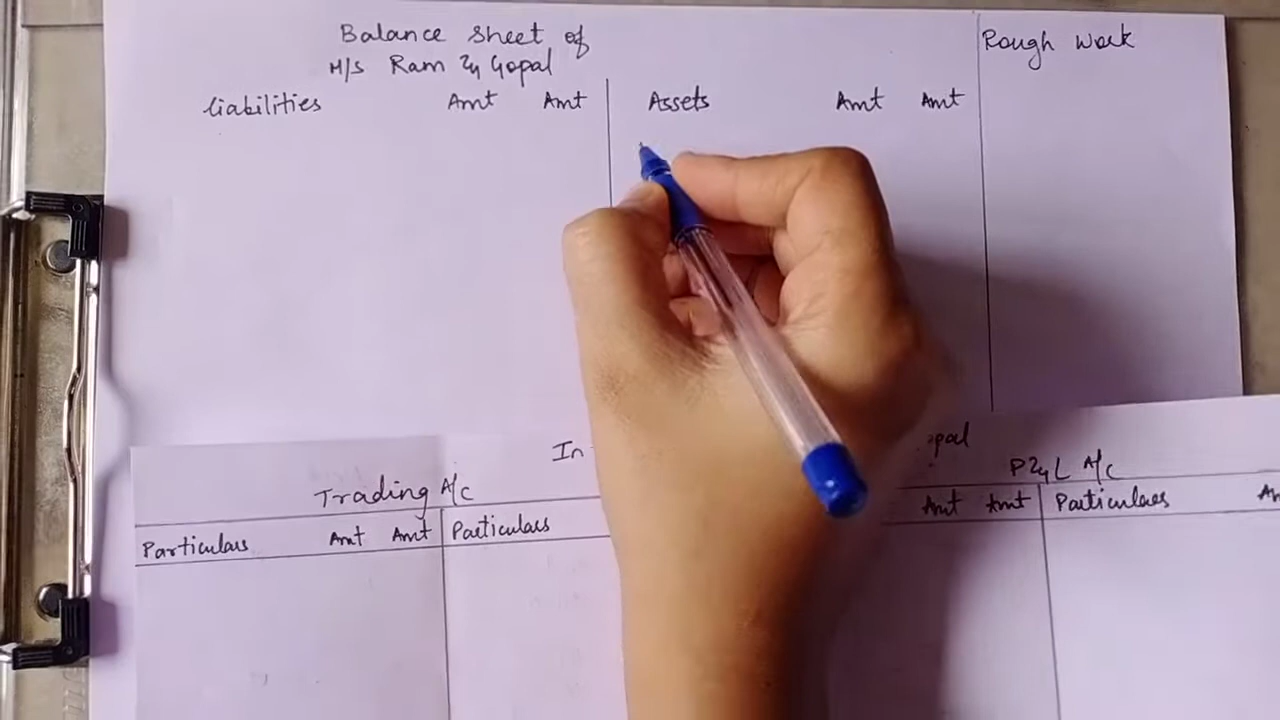 Balance sheet of
M/s Ram & Gopal
Rough Work
Liabilities Amt Amt Assets Amt Amt
In
opal
Trading A/c
P & L A/c
Particulars Amt Amt Particulars
Amt Amt Particulars